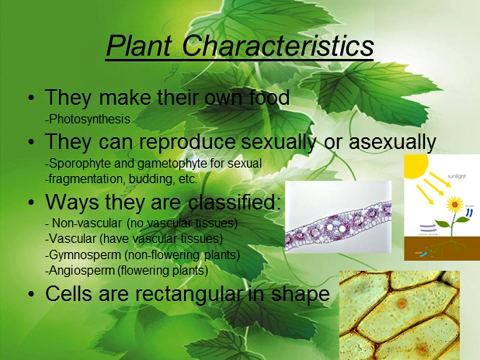 Plant Characteristics
• They make their own food
-Photosynthesis
• They can reproduce sexually or asexually
-Sporophyte and gametophyte for sexual
-fragmentation, budding, etc.
• Ways they are classified:
- Non-vascular (no vascular tissues)
-Vascular (have vascular tissues)
-Gymnosperm (non-flowering plants)
-Angiosperm (flowering plants)
• Cells are rectangular in shape
sunlight